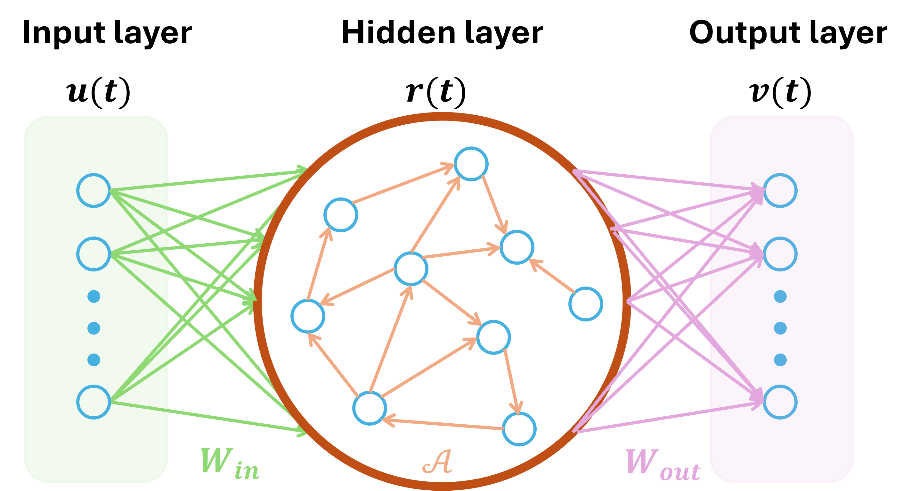 Input layer
Hidden layer
Output layer
u(t)
r(t)
v(t)
W_in
𝒜
W_out